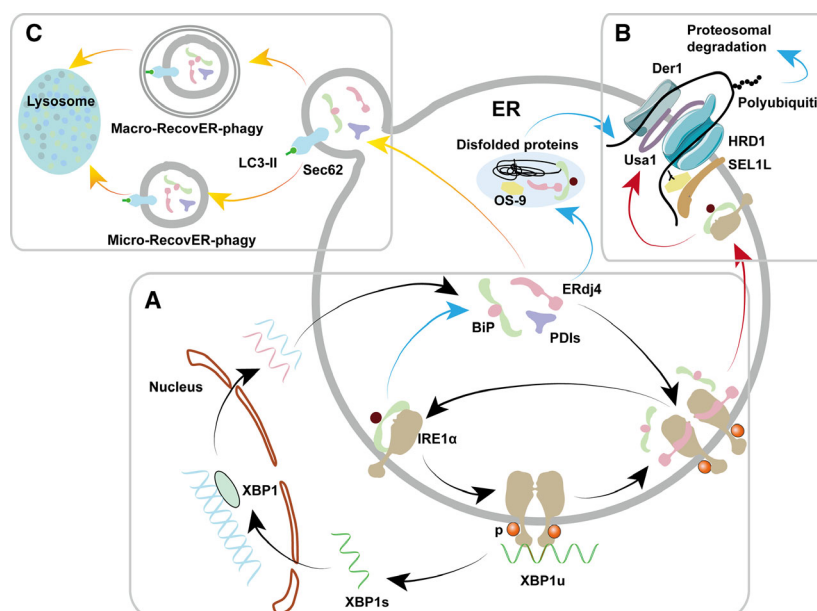 C
Lysosome
Macro-RecovER-phagy
LC3-II
Sec62
Micro-RecovER-phagy
ER
Disfolded proteins
OS-9
B
Proteosomal
degradation
Der1
Polyubiquiti
HRD1
Usa1
SEL1L
A
ERdj4
BiP
PDIs
Nucleus
IRE1α
XBP1
p
XBP1u
XBP1s